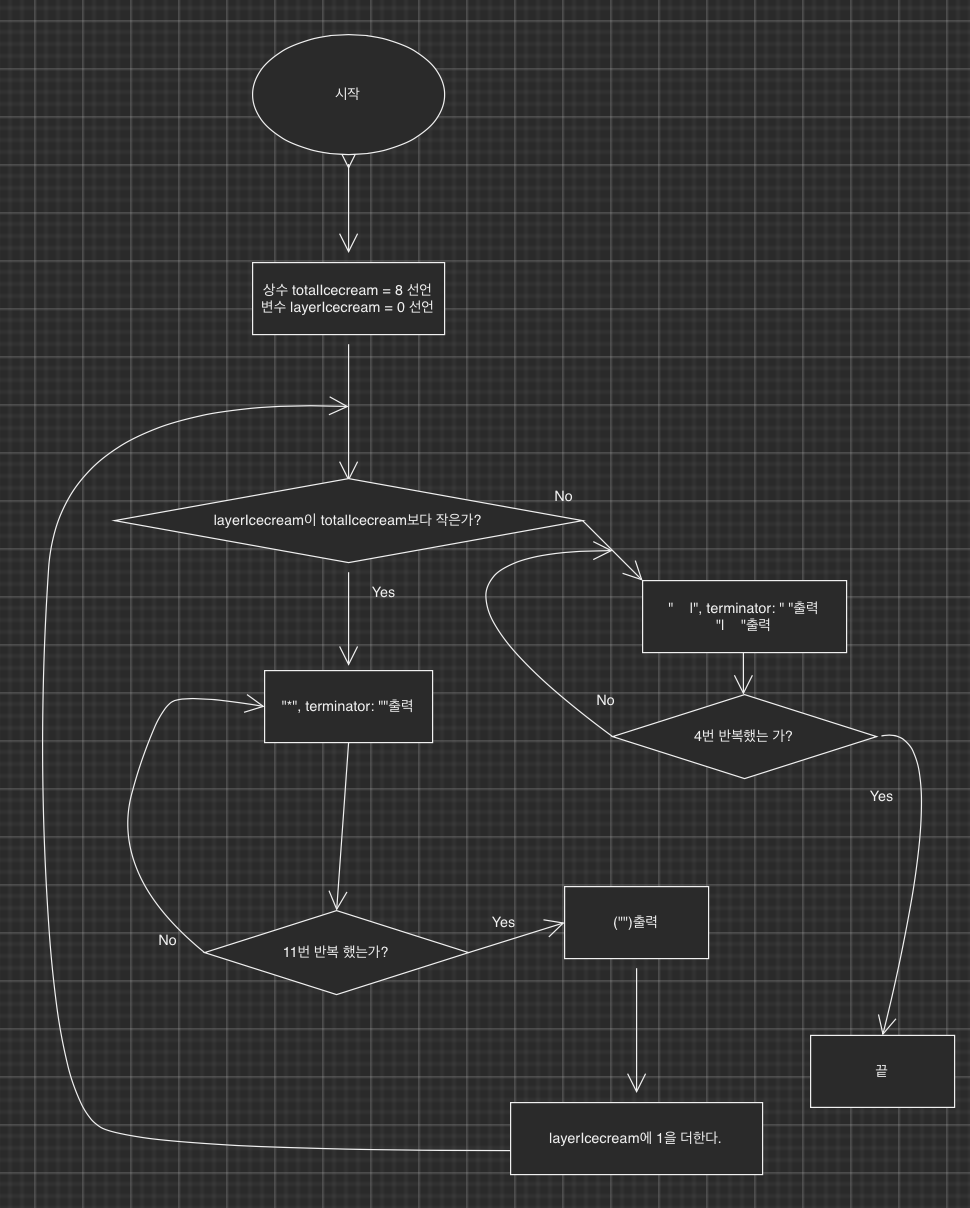 시작
상수 totalIcecream = 8 선언
변수 layerIcecream = 0 선언
layerIcecream이 totalIcecream보다 작은가?
No
Yes
"    l", terminator: " "출력
"l    "출력
"*", terminator: ""출력
No
4번 반복했는 가?
Yes
11번 반복 했는가?
No
Yes
("")출력
끝
layerIcecream에 1을 더한다.